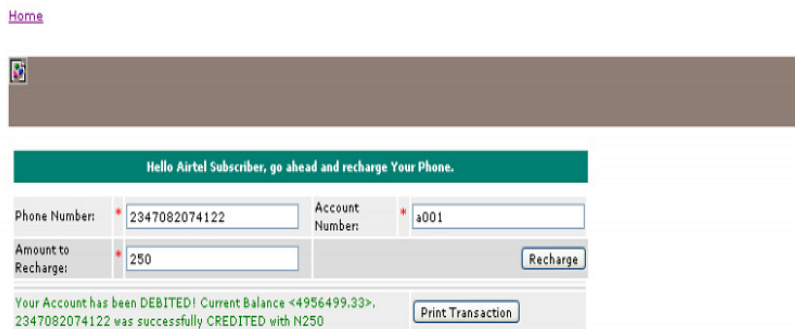 Home
Hello Airtel Subscriber, go ahead and recharge Your Phone.
Phone Number: * 2347082074122 Account Number: * a001
Amount to Recharge: * 250 Recharge
Your Account has been DEBITED! Current Balance <4956499.33>.
2347082074122 was successfully CREDITED with N250
Print Transaction